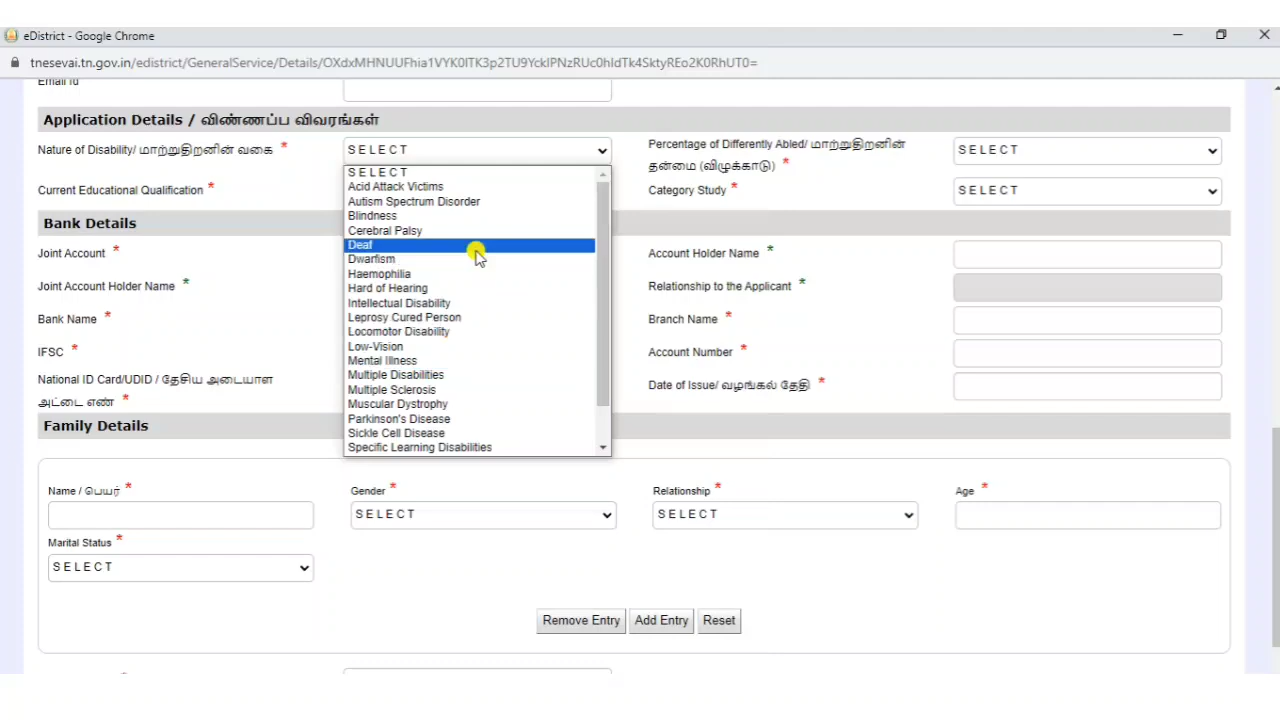 eDistrict - Google Chrome
tnesevai.tn.gov.in/edistrict/GeneralService/Details/
Email Id
Application Details / விண்ணப்ப விவரங்கள்
Nature of Disability/ மாற்றுதிறனின் வகை * SELECT
Percentage of Differently Abled/ மாற்றுதிறனின்
தன்மை (விழுக்காடு) * SELECT
Current Educational Qualification *
Category Study * SELECT
SELECT
Acid Attack Victims
Autism Spectrum Disorder
Blindness
Cerebral Palsy
Deaf
Dwarfism
Haemophilia
Hard of Hearing
Intellectual Disability
Leprosy Cured Person
Locomotor Disability
Low-Vision
Mental Illness
Multiple Disabilities
Multiple Sclerosis
Muscular Dystrophy
Parkinson's Disease
Sickle Cell Disease
Specific Learning Disabilities
Bank Details
Joint Account *
Account Holder Name *
Joint Account Holder Name *
Relationship to the Applicant *
Bank Name *
Branch Name *
IFSC *
Account Number *
National ID Card/UDID / தேசிய அடையாள
அட்டை எண் *
Date of Issue/ வழங்கல் தேதி *
Family Details
Name / பெயர் *
Gender *
Relationship *
Age *
SELECT
SELECT
Marital Status *
SELECT
Remove Entry Add Entry Reset